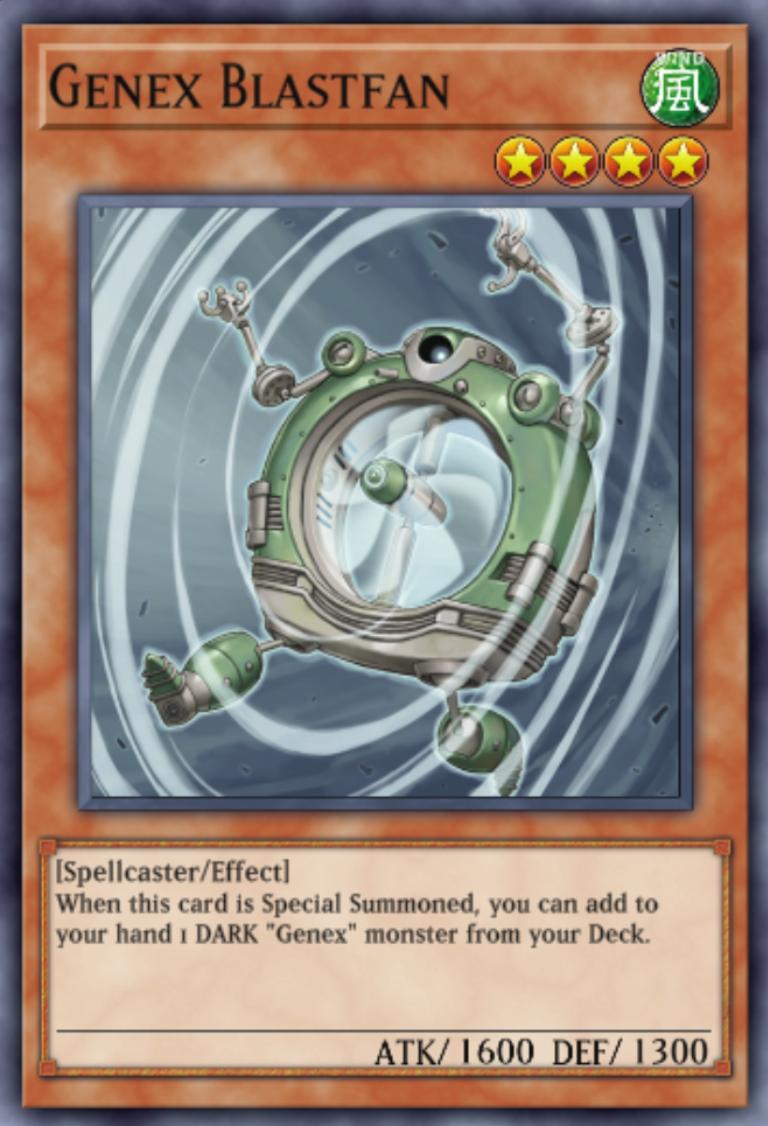 Genex Blastfan
WIND
風
[Spellcaster/Effect]
When this card is Special Summoned, you can add to
your hand 1 DARK "Genex" monster from your Deck.
ATK/ 1600 DEF/ 1300